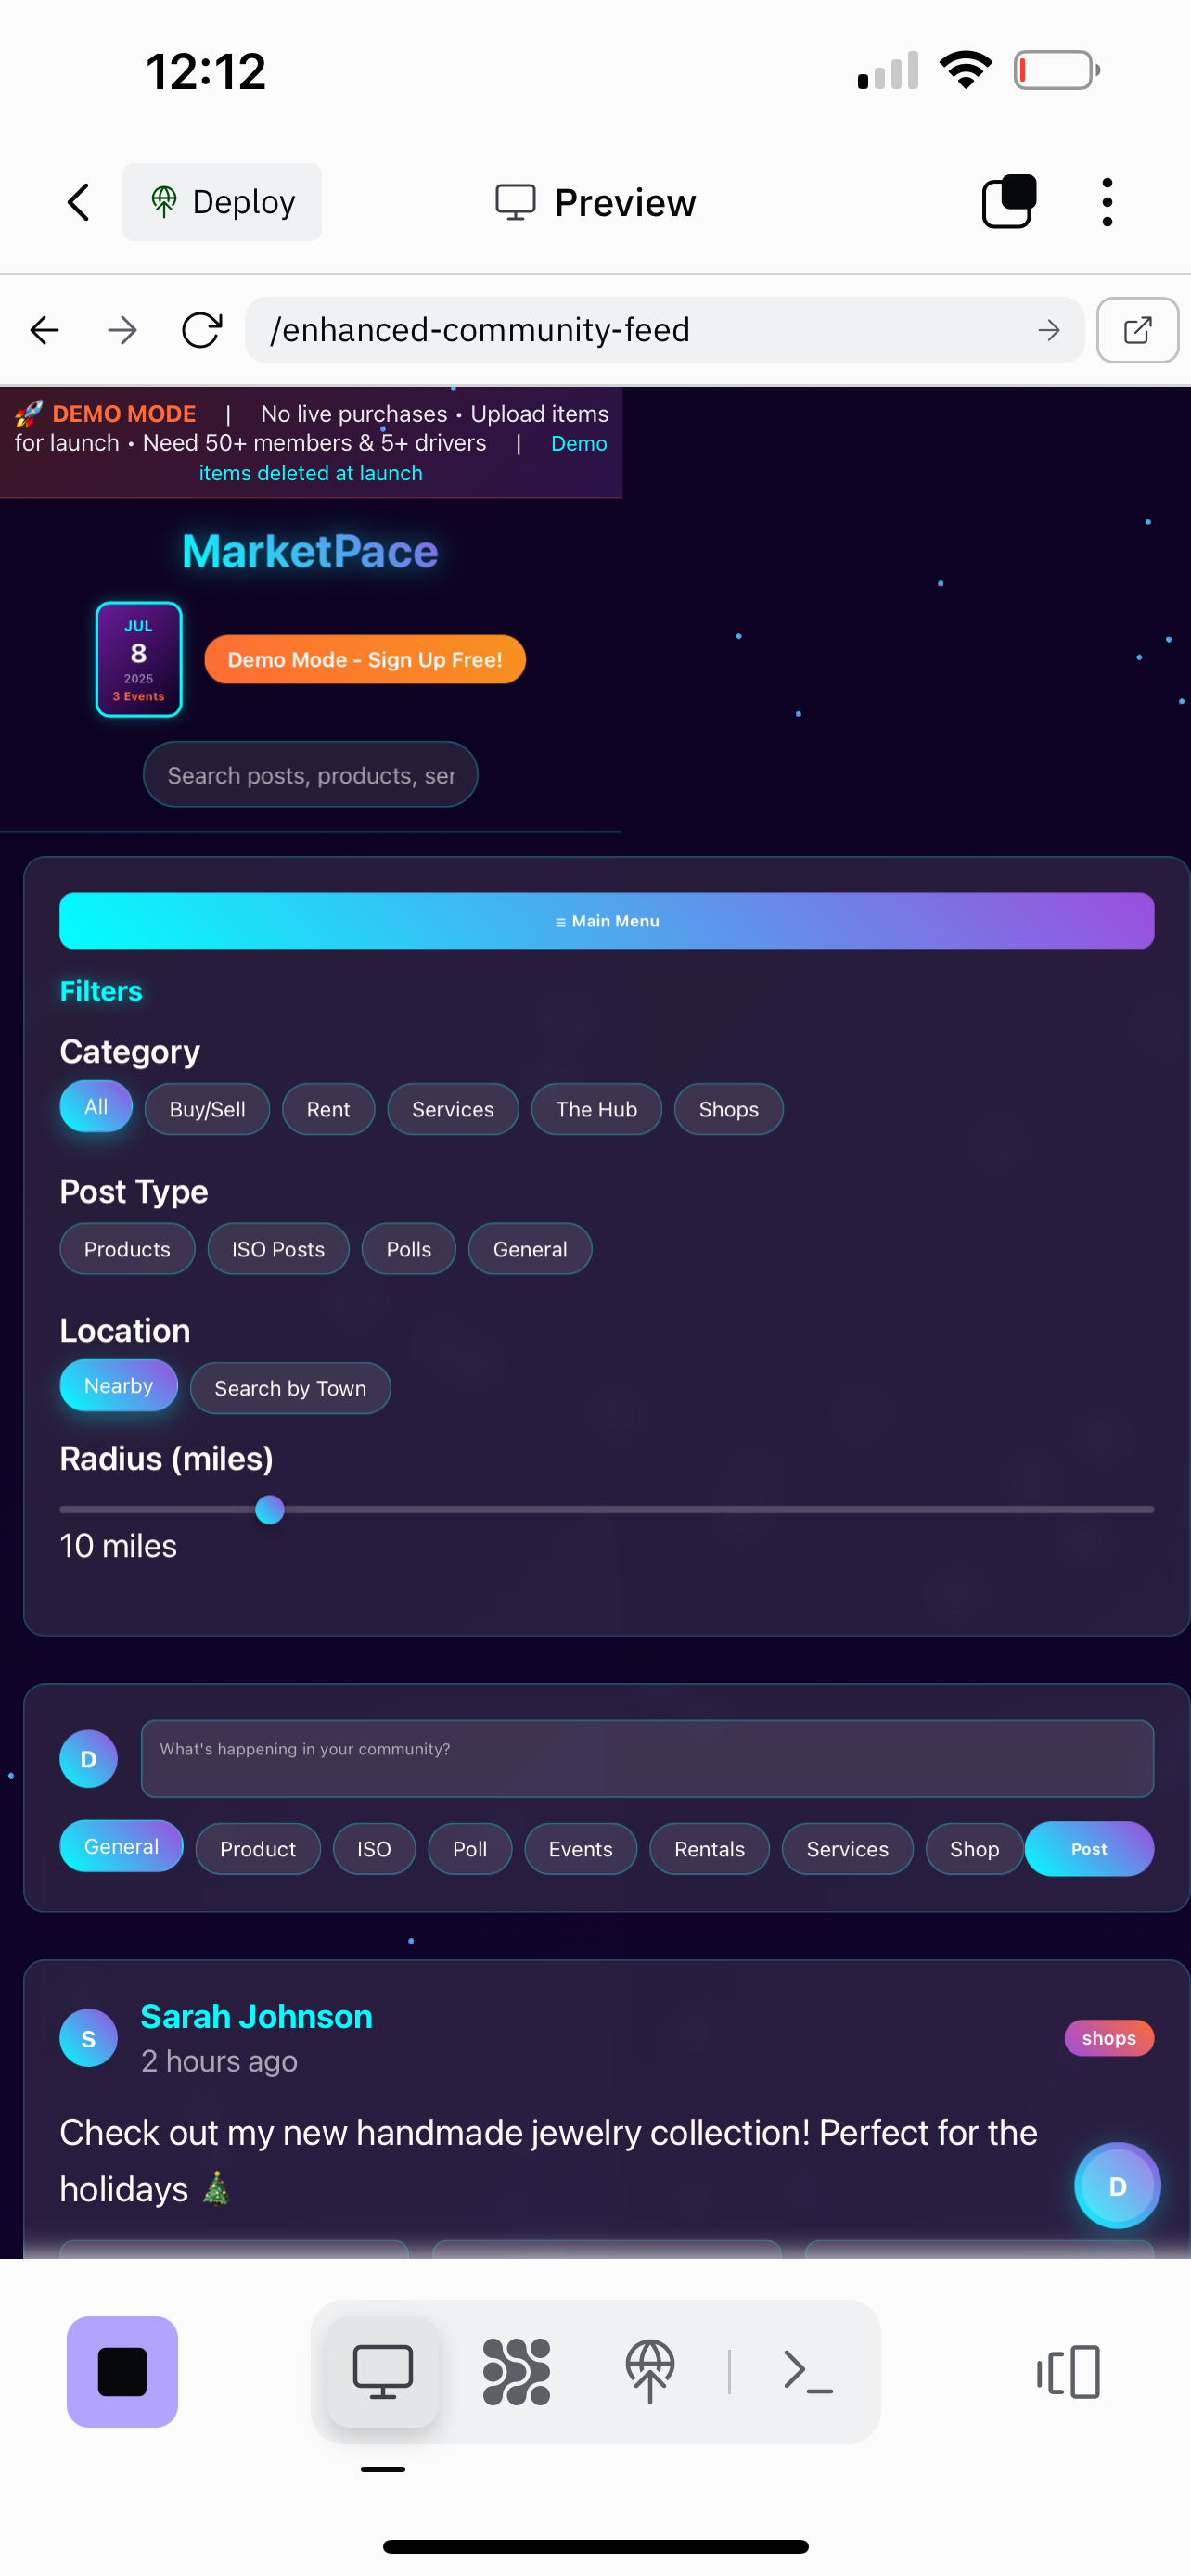 12:12
Deploy
Preview
/enhanced-community-feed
🚀 DEMO MODE | No live purchases • Upload items
for launch • Need 50+ members & 5+ drivers | Demo
items deleted at launch
MarketPace
JUL
8
2025
3 Events
Demo Mode - Sign Up Free!
Search posts, products, ser
≡ Main Menu
Filters
Category
All Buy/Sell Rent Services The Hub Shops
Post Type
Products ISO Posts Polls General
Location
Nearby Search by Town
Radius (miles)
10 miles
D
What's happening in your community?
General Product ISO Poll Events Rentals Services Shop Post
S
Sarah Johnson
2 hours ago
shops
Check out my new handmade jewelry collection! Perfect for the
holidays 🎄
D